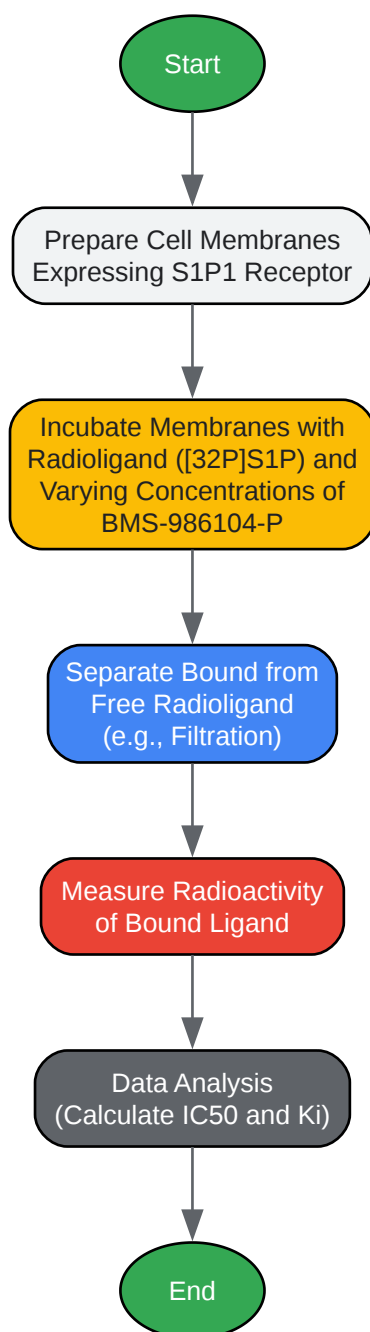 Start
Prepare Cell Membranes
Expressing S1P1 Receptor
Incubate Membranes with
Radioligand ([32P]S1P) and
Varying Concentrations of
BMS-986104-P
Separate Bound from
Free Radioligand
(e.g., Filtration)
Measure Radioactivity
of Bound Ligand
Data Analysis
(Calculate IC50 and Ki)
End